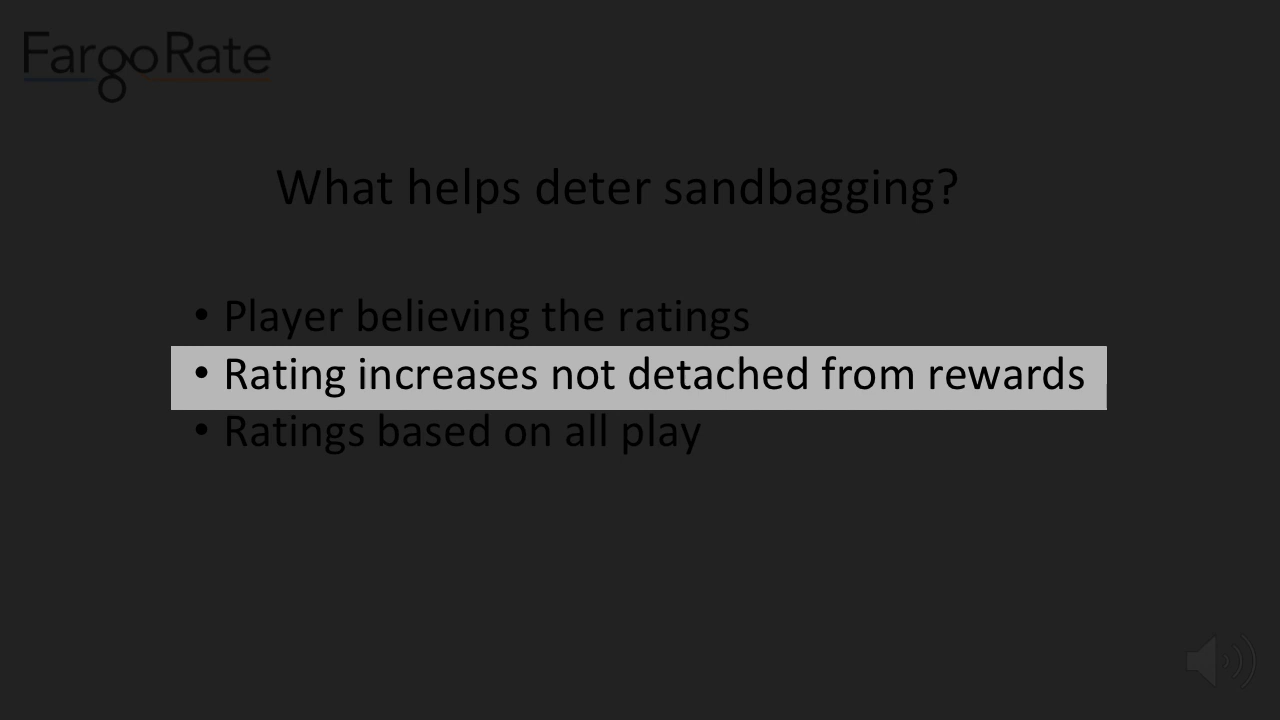 FargoRate
What helps deter sandbagging?
• Player believing the ratings
• Rating increases not detached from rewards
• Ratings based on all play